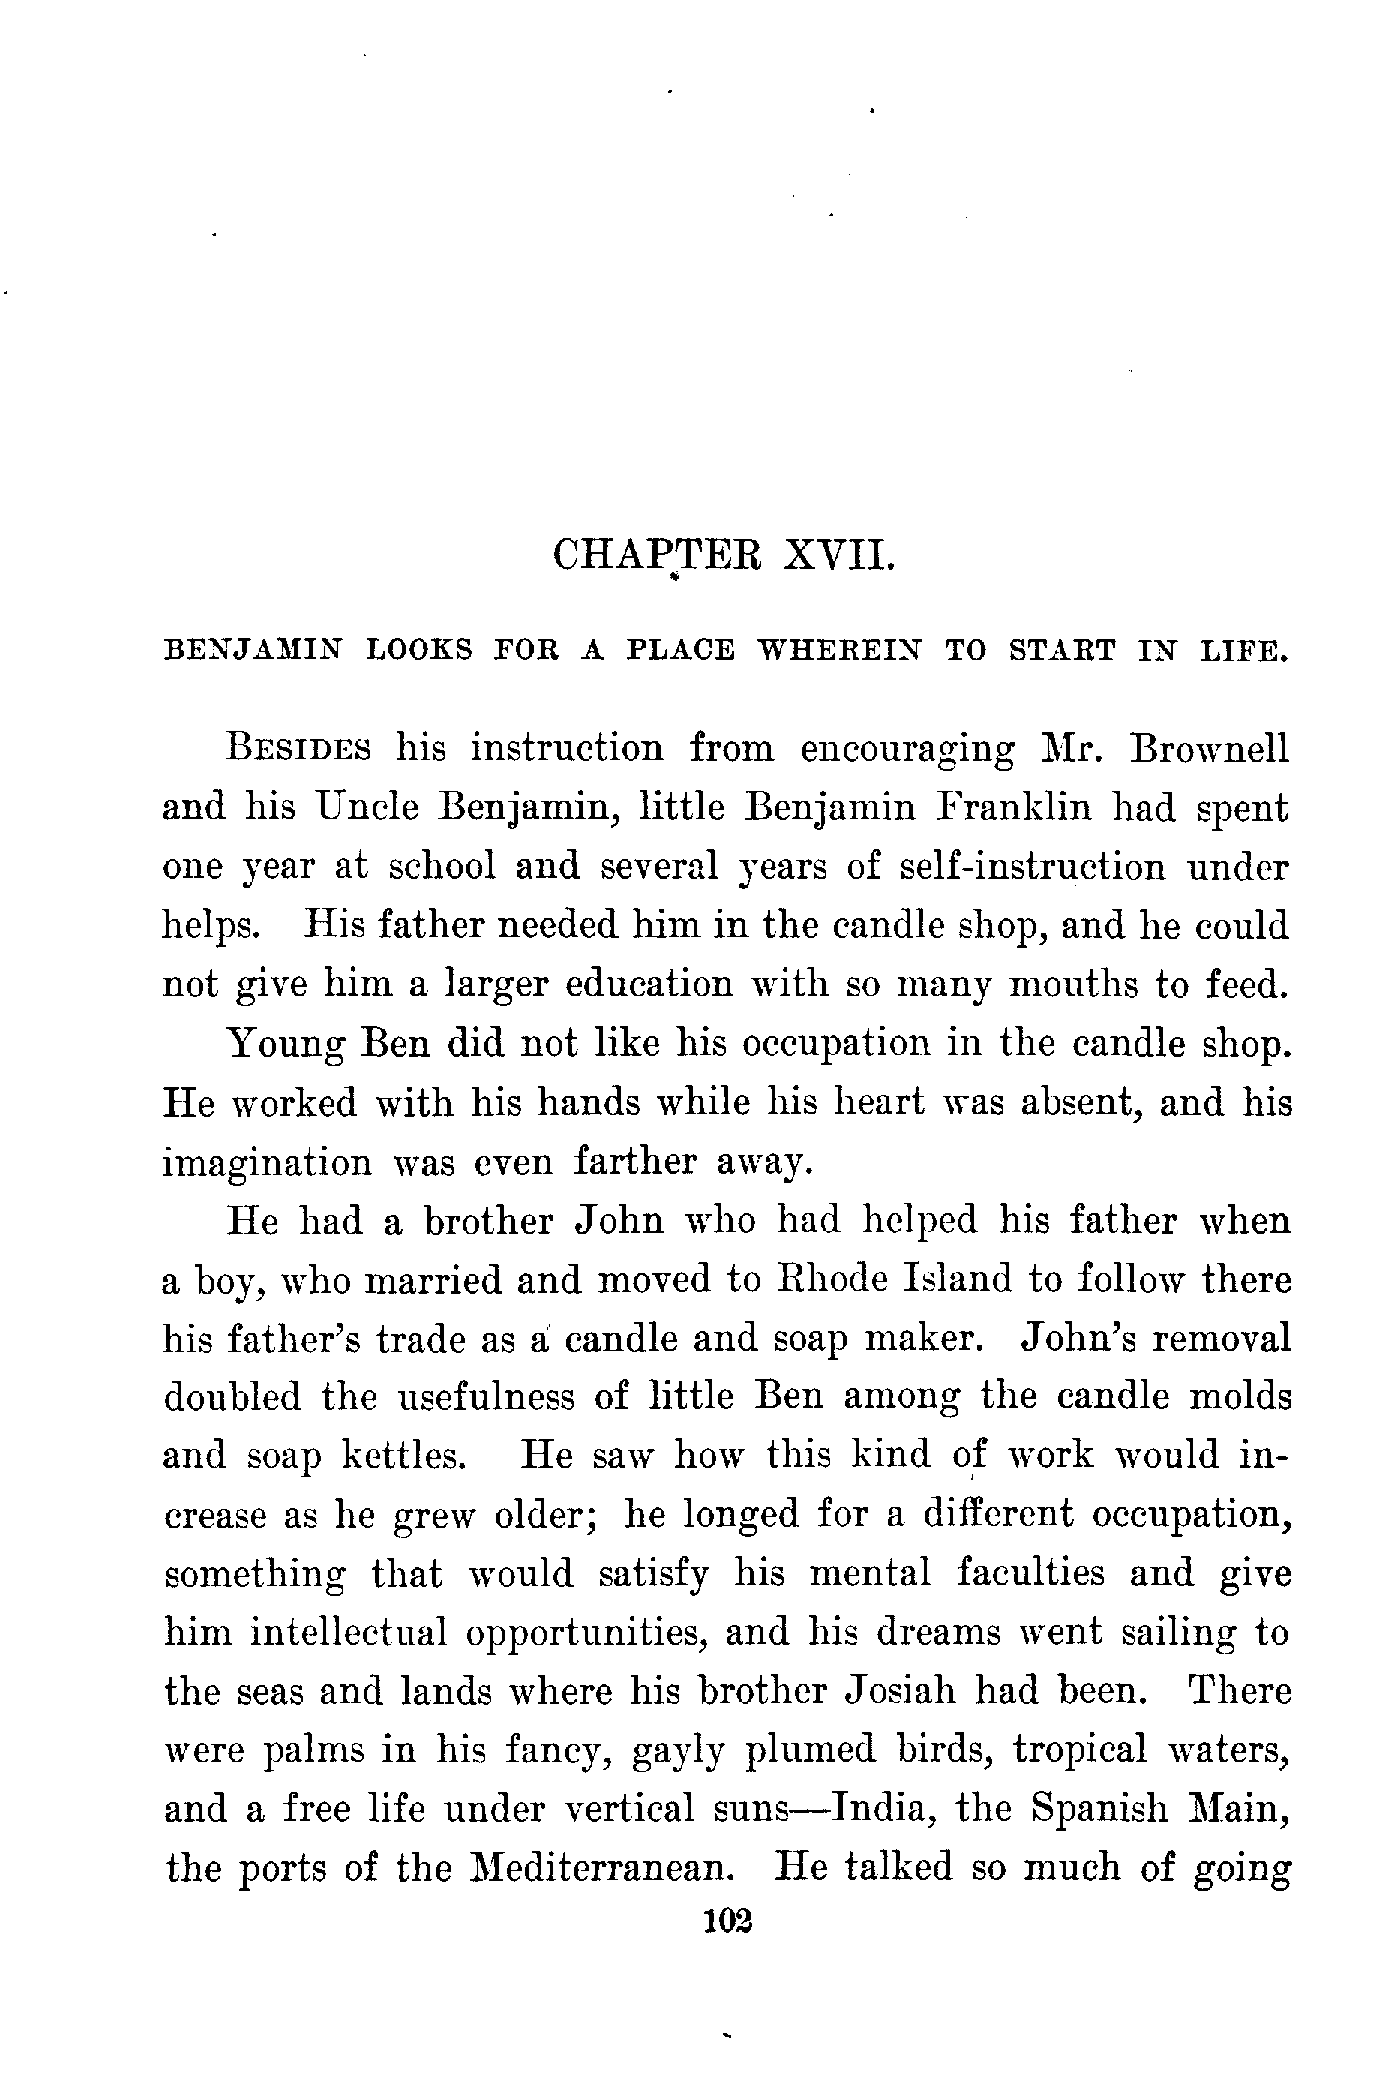 CHAPTER XVII.
BENJAMIN LOOKS FOR A PLACE WHEREIN TO START IN LIFE.
BESIDES his instruction from encouraging Mr. Brownell
and his Uncle Benjamin, little Benjamin Franklin had spent
one year at school and several years of self-instruction under
helps. His father needed him in the candle shop, and he could
not give him a larger education with so many mouths to feed.
Young Ben did not like his occupation in the candle shop.
He worked with his hands while his heart was absent, and his
imagination was even farther away.
He had a brother John who had helped his father when
a boy, who married and moved to Rhode Island to follow there
his father's trade as a candle and soap maker. John's removal
doubled the usefulness of little Ben among the candle molds
and soap kettles. He saw how this kind of work would in-
crease as he grew older; he longed for a different occupation,
something that would satisfy his mental faculties and give
him intellectual opportunities, and his dreams went sailing to
the seas and lands where his brother Josiah had been. There
were palms in his fancy, gayly plumed birds, tropical waters,
and a free life under vertical suns—India, the Spanish Main,
the ports of the Mediterranean. He talked so much of going
102